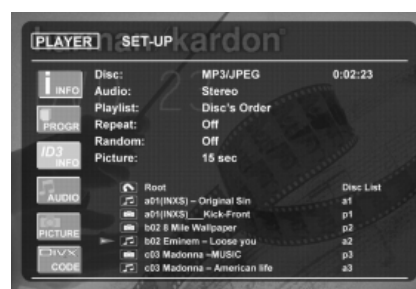 harman/kardon
PLAYER SET-UP
Disc: MP3/JPEG 0:02:23
Audio: Stereo
Playlist: Disc's Order
Repeat: Off
Random: Off
Picture: 15 sec
INFO
PROGR
ID3 INFO
AUDIO
PICTURE
DIVX CODE
Root Disc List
a01(INXS) – Original Sin a1
a01(INXS)__Kick-Front p1
b02 8 Mile Wallpaper p2
b02 Eminem – Loose you a2
c03 Madonna –MUSIC p3
c03 Madonna – American life a3